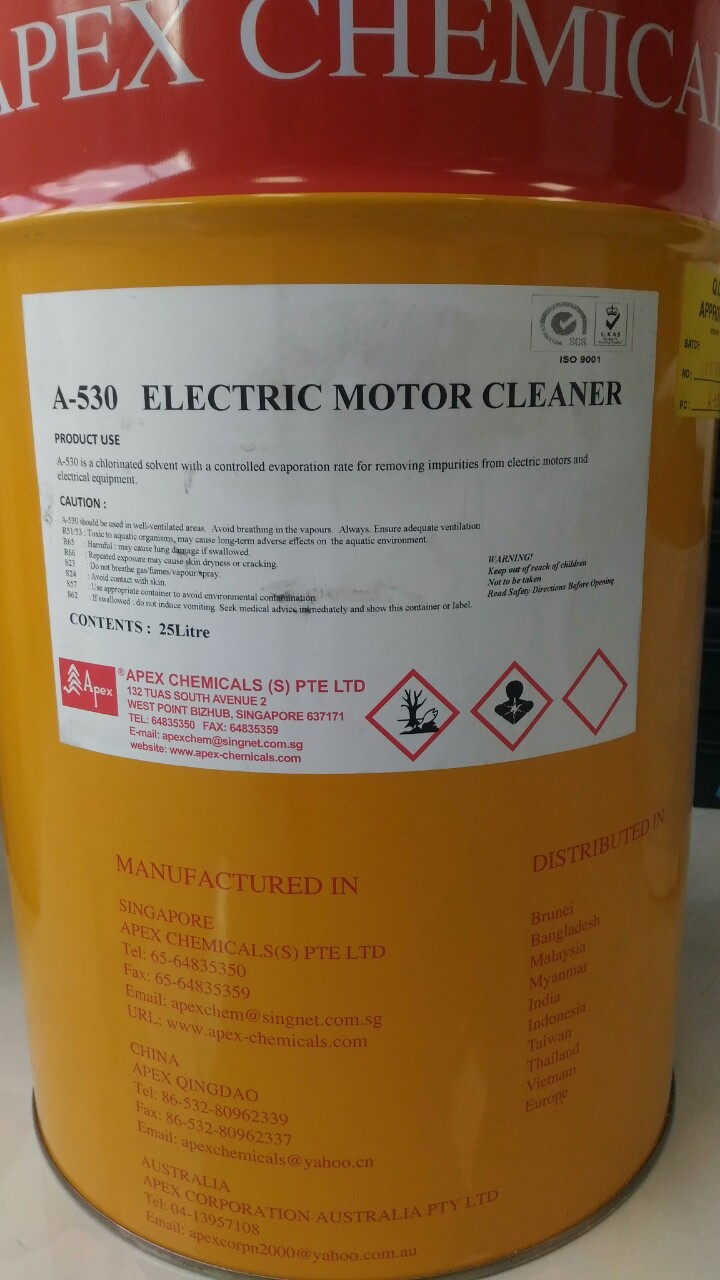 APEX CHEMICAL
SGS
UKAS
ISO 9001
A-530 ELECTRIC MOTOR CLEANER
PRODUCT USE
A-530 is a chlorinated solvent with a controlled evaporation rate for removing impurities from electric motors and
electrical equipment.
CAUTION :
A-530 should be used in well-ventilated areas. Avoid breathing in the vapours. Always. Ensure adequate ventilation
R51/53 : Toxic to aquatic organisms, may cause long-term adverse effects on the aquatic environment.
R65 : Harmful : may cause lung damage if swallowed.
R66 : Repeated exposure may cause skin dryness or cracking.
S23 : Do not breathe gas/fumes/vapour/spray.
S24 : Avoid contact with skin.
S57 : Use appropriate container to avoid environmental contamination.
S62 : If swallowed : do not induce vomiting. Seek medical advice immediately and show this container or label.
WARNING!
Keep out of reach of children
Not to be taken
Read Safety Directions Before Opening
CONTENTS : 25Litre
Apex ®
APEX CHEMICALS (S) PTE LTD
132 TUAS SOUTH AVENUE 2
WEST POINT BIZHUB, SINGAPORE 637171
TEL: 64835350 FAX: 64835359
E-mail: apexchem@singnet.com.sg
website: www.apex-chemicals.com
BATCH
NO:
P.C:
MANUFACTURED IN
SINGAPORE
APEX CHEMICALS(S) PTE LTD
Tel: 65-64835350
Fax: 65-64835359
Email: apexchem@singnet.com.sg
URL: www.apex-chemicals.com
CHINA
APEX QINGDAO
Tel: 86-532-80962339
Fax: 86-532-80962337
Email: apexchemicals@yahoo.cn
AUSTRALIA
APEX CORPORATION AUSTRALIA PTY LTD
Tel: 04-13957108
Email: apexcorpn2000@yahoo.com.au
DISTRIBUTED IN
Brunei
Bangladesh
Malaysia
Myanmar
India
Indonesia
Taiwan
Thailand
Vietnam
Europe